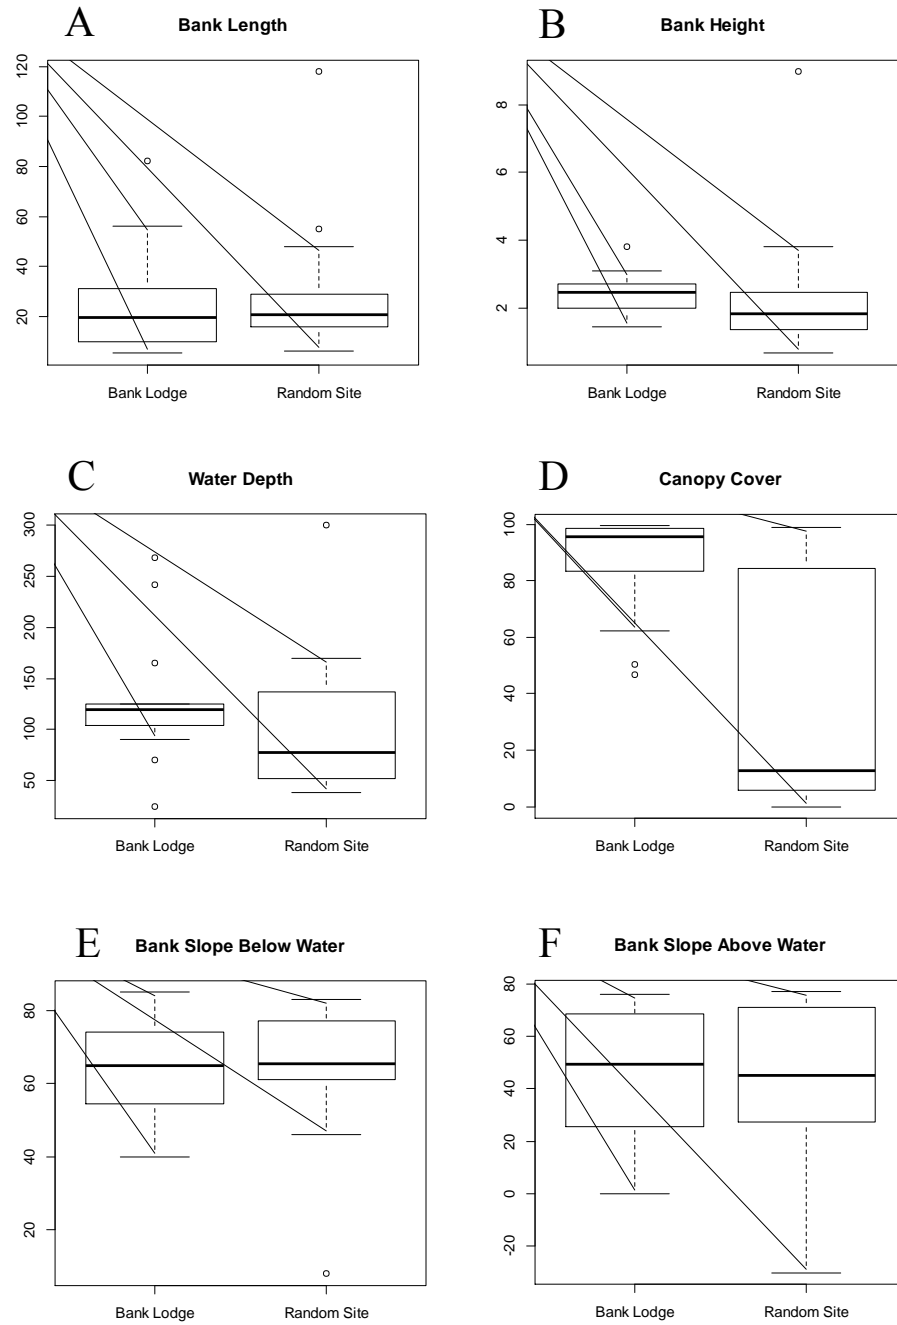 A Bank Length
B Bank Height
120
100
80
60
40
20
8
6
4
2
Bank Lodge Random Site
Bank Lodge Random Site
C Water Depth
D Canopy Cover
300
250
200
150
100
50
100
80
60
40
20
0
Bank Lodge Random Site
Bank Lodge Random Site
E Bank Slope Below Water
F Bank Slope Above Water
80
60
40
20
80
60
40
20
0
-20
Bank Lodge Random Site
Bank Lodge Random Site